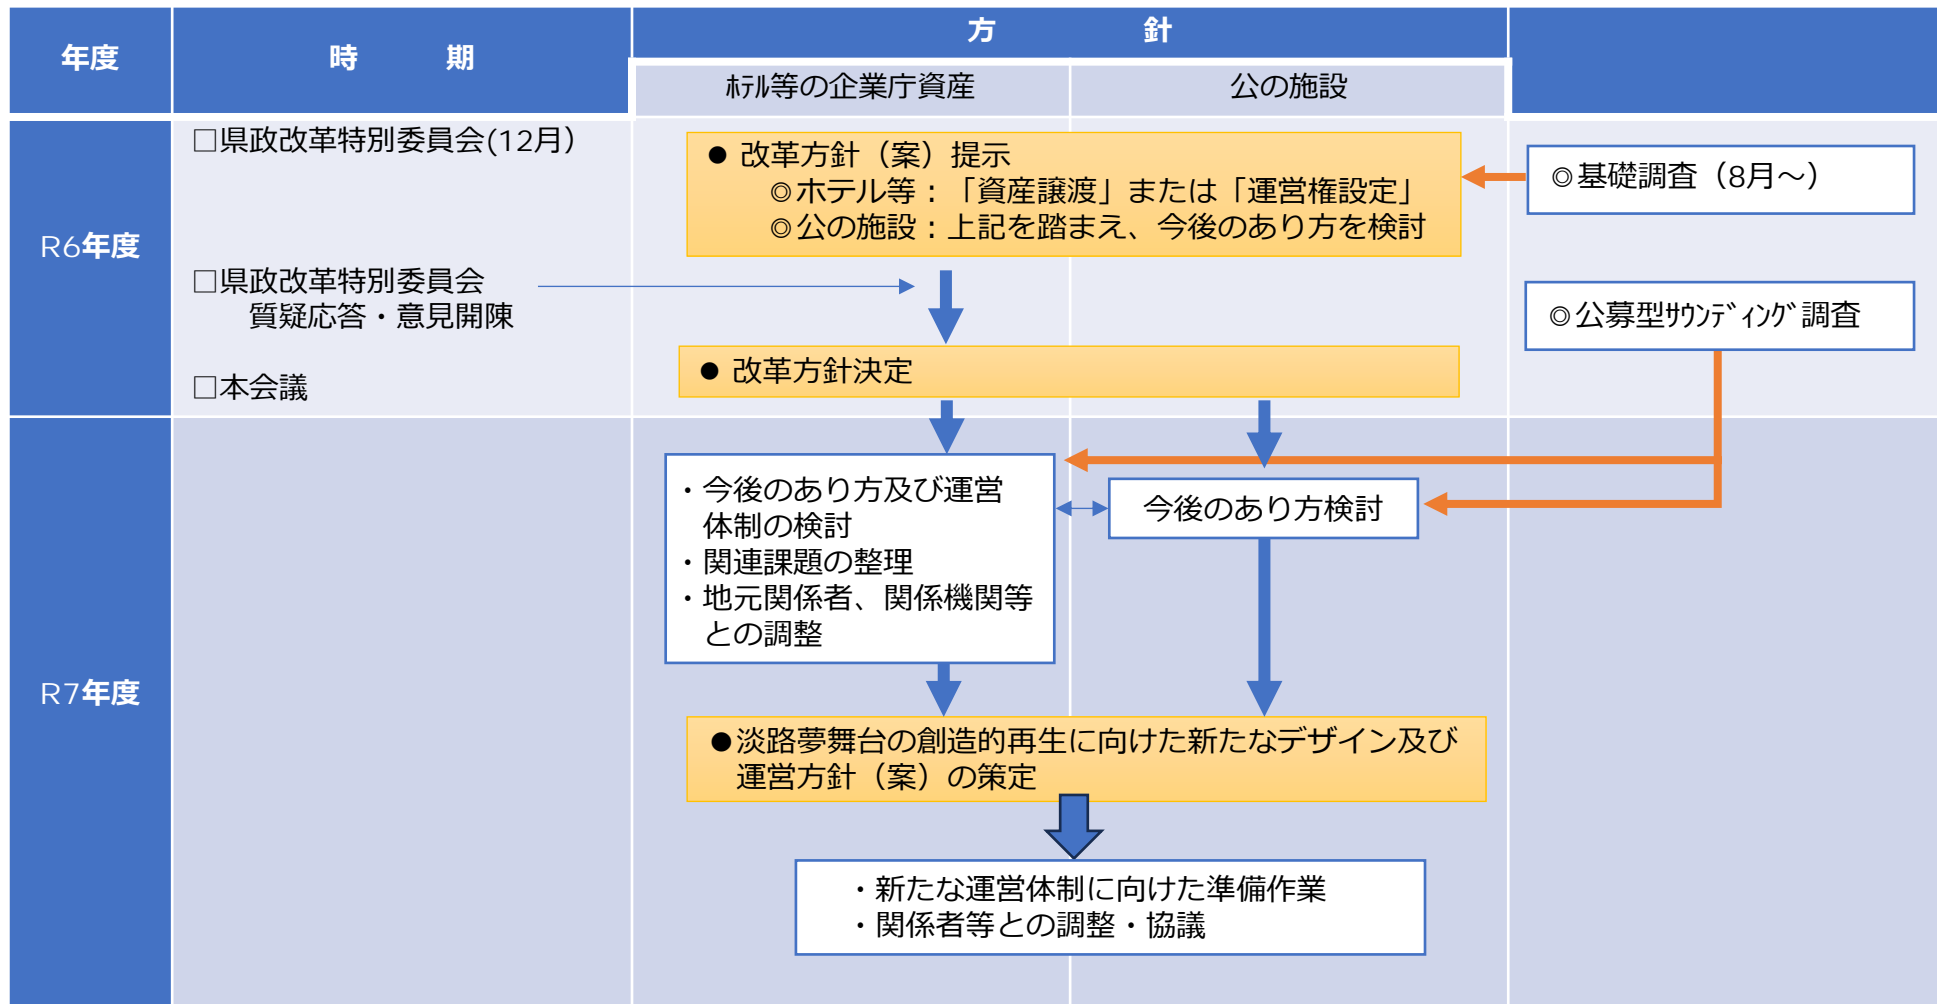 年度
時 期
方 針
ﾎﾃﾙ等の企業庁資産
公の施設
R6年度
□県政改革特別委員会(12月)
● 改革方針（案）提示
◎ホテル等：「資産譲渡」または「運営権設定」
◎公の施設：上記を踏まえ、今後のあり方を検討
◎基礎調査（8月～）
□県政改革特別委員会
質疑応答・意見開陳
◎公募型ｻｳﾝﾃﾞｨﾝｸﾞ調査
□本会議
● 改革方針決定
R7年度
・今後のあり方及び運営
体制の検討
・関連課題の整理
・地元関係者、関係機関等
との調整
今後のあり方検討
●淡路夢舞台の創造的再生に向けた新たなデザイン及び
運営方針（案）の策定
・新たな運営体制に向けた準備作業
・関係者等との調整・協議